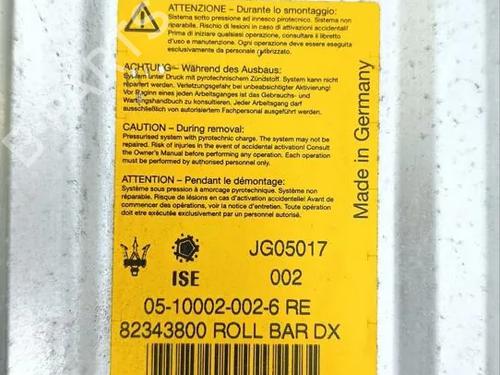 ATTENZIONE – Durante lo smontaggio:
Sistema sotto pressione ad innesco pirotecnico. Sistema non
riparabile. Rischio di lesioni in caso di attivazioni accidentali!
Prima di iniziare qualsiasi operazione, consultare il libretto
d'uso e manutenzione. Ogni operazione deve essere eseguita
esclusivamente da personale autorizzato.
ACHTUNG – Während des Ausbaus:
System unter Druck mit pyrotechnischem Zündstoff. System kann nicht
repariert werden. Verletzungsgefahr bei unbeabsichtigter Aktivierung!
Vor Beginn eines jeden Arbeitsganges ist das Gebrauchs- und
Wartungshandbuch zu konsultieren. Jeder Arbeitsgang darf
ausschließlich von autorisiertem Fachpersonal ausgeführt werden.
CAUTION – During removal:
Pressurised system with pyrotechnic charge. The system may not be
repaired. Risk of injuries in the event of accidental activation! Consult
the Owner's Manual before performing any operation. Each operation
must be performed by authorised personnel only.
ATTENTION – Pendant le démontage:
Système sous pression à amorçage pyrotechnique. Système non
réparable. Risque de lésions en cas d'activation accidentelle! Avant de
commencer des opérations, voir la notice d'entretien. Toute opération
doit être exécutée exclusivement par un personnel autorisé.
Made in Germany
JG05017
ISE 002
05-10002-002-6 RE
82343800 ROLL BAR DX